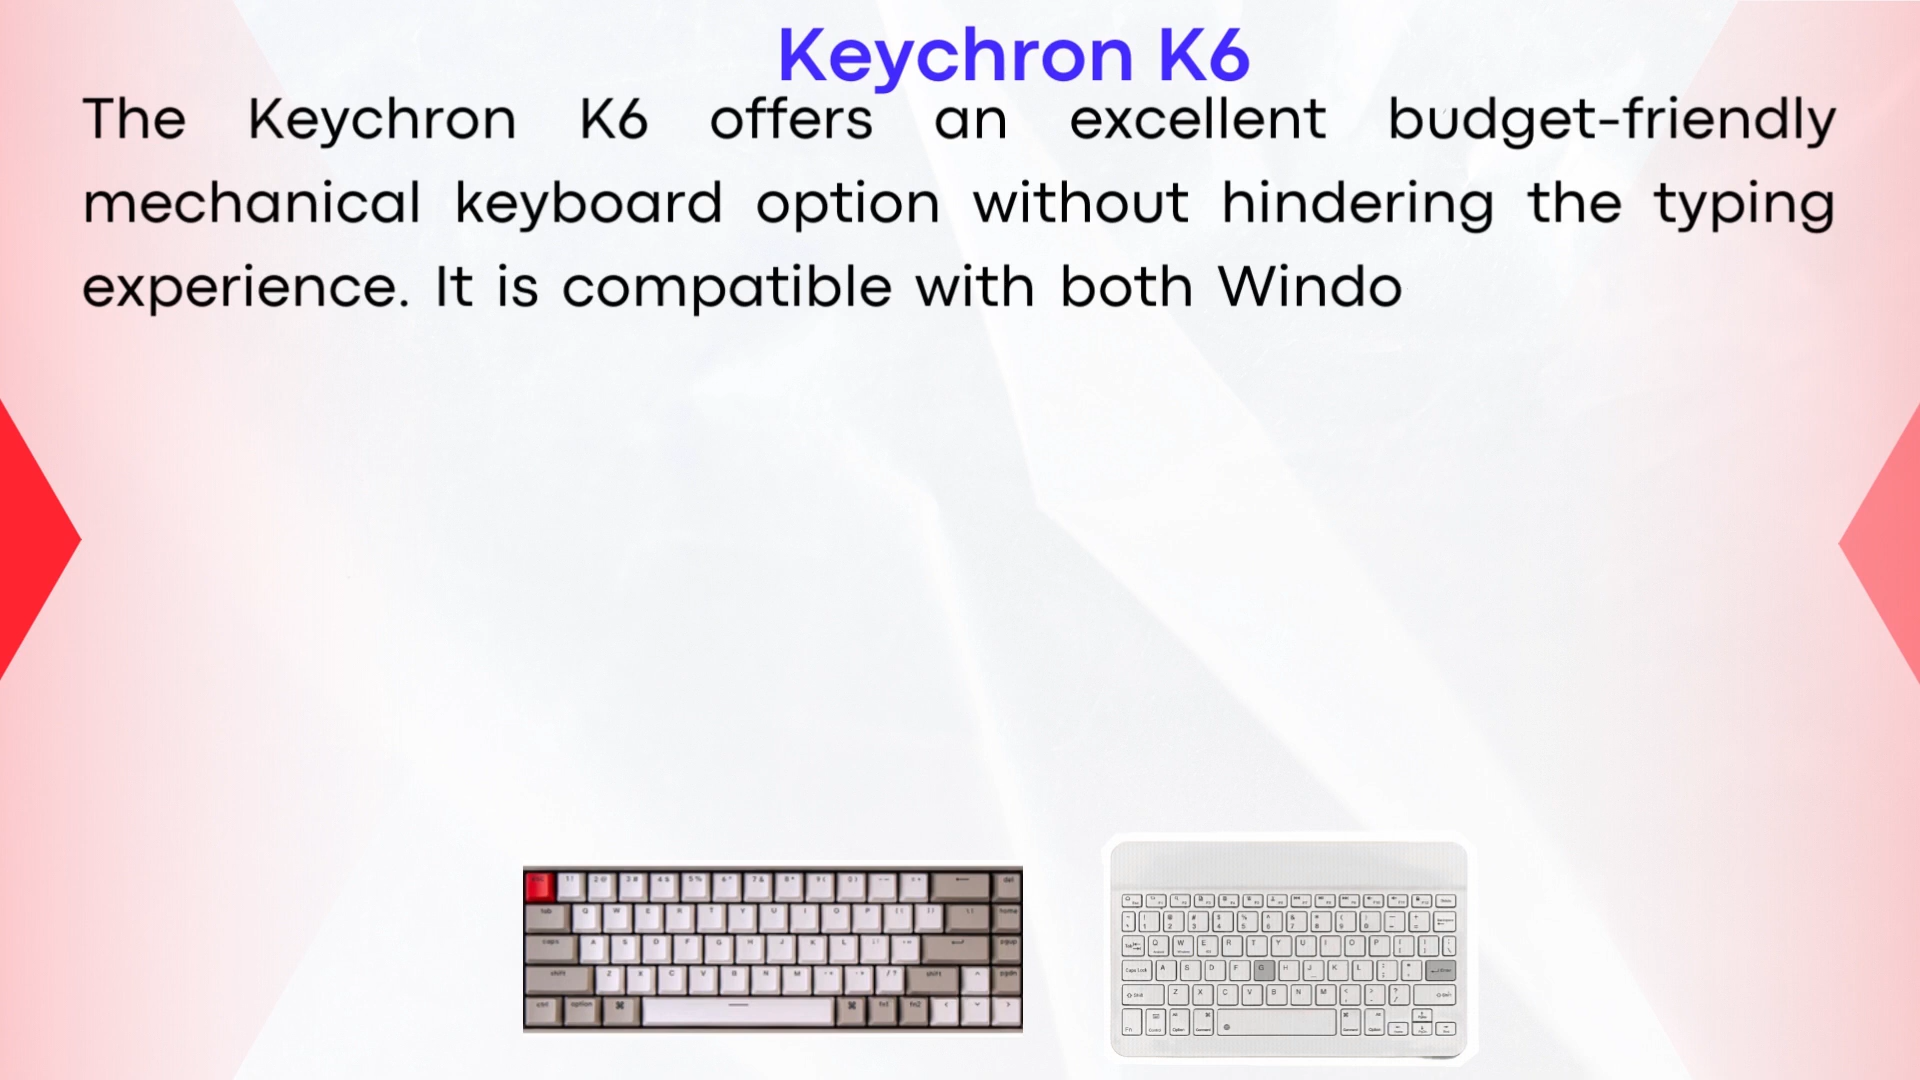 Keychron K6
The Keychron K6 offers an excellent budget-friendly
mechanical keyboard option without hindering the typing
experience. It is compatible with both Windo